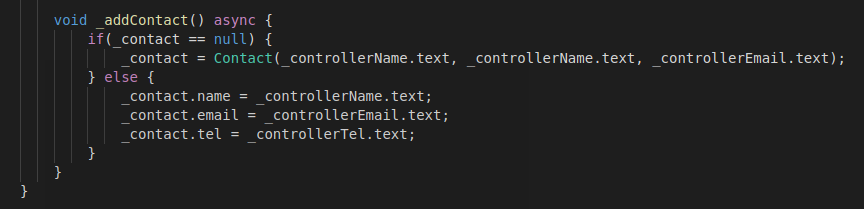 void _addContact() async {
if(_contact == null) {
_contact = Contact(_controllerName.text, _controllerName.text, _controllerEmail.text);
} else {
_contact.name = _controllerName.text;
_contact.email = _controllerEmail.text;
_contact.tel = _controllerTel.text;
}
}
}